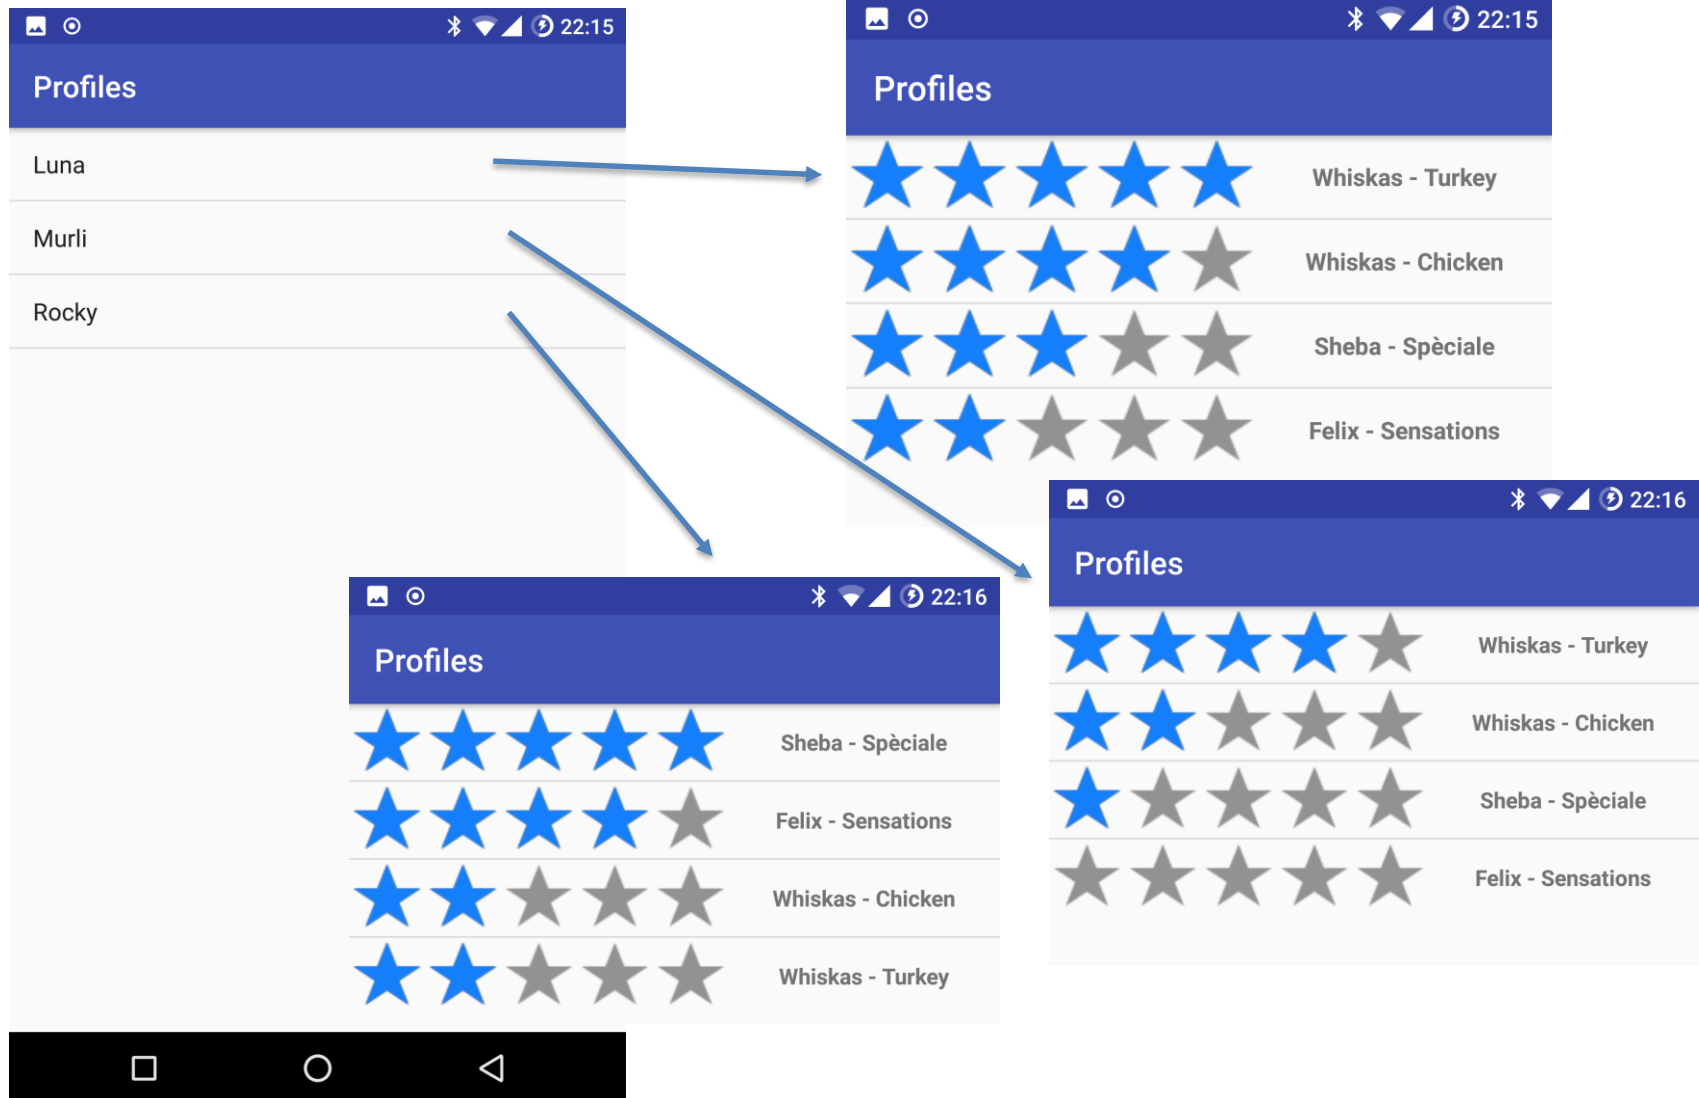 22:15
Profiles
Luna
Murli
Rocky
22:15
Profiles
Whiskas - Turkey
Whiskas - Chicken
Sheba - Spèciale
Felix - Sensations
22:16
Profiles
Sheba - Spèciale
Felix - Sensations
Whiskas - Chicken
Whiskas - Turkey
22:16
Profiles
Whiskas - Turkey
Whiskas - Chicken
Sheba - Spèciale
Felix - Sensations